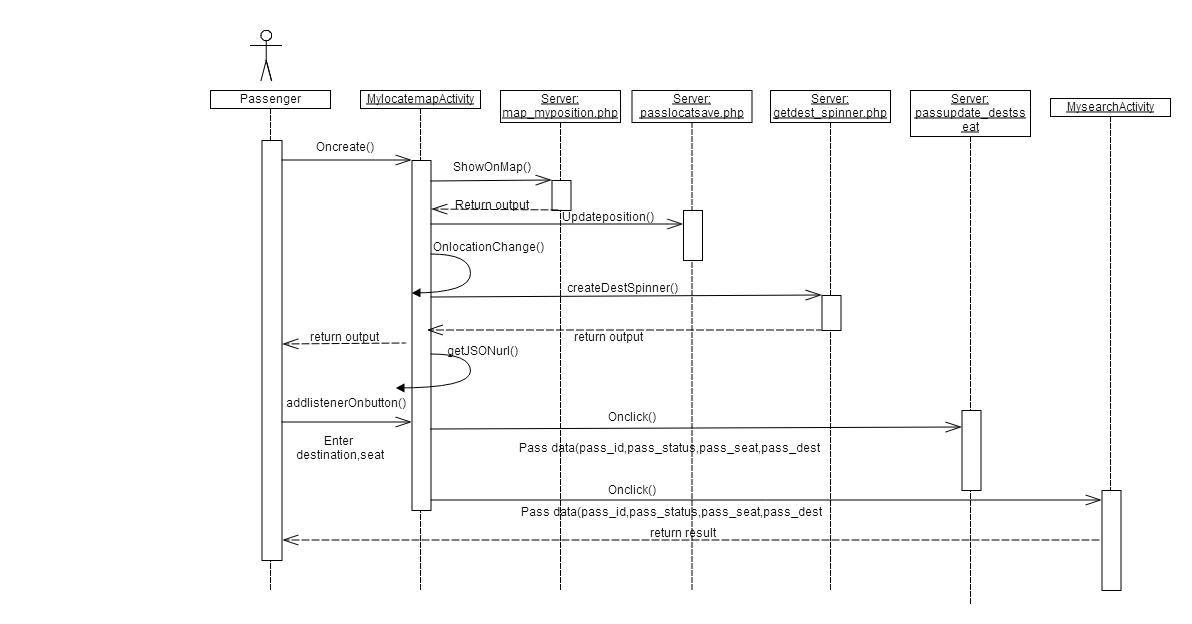 Passenger
MylocatemapActivity
Server:
map_myposition.php
Server:
passlocatsave.php
Server:
getdest_spinner.php
Server:
passupdate_destss
eat
MysearchActivity
Oncreate()
ShowOnMap()
Return output
Updateposition()
OnlocationChange()
createDestSpinner()
return output
return output
getJSONurl()
addlistenerOnbutton()
Enter
destination,seat
Onclick()
Pass data(pass_id,pass_status,pass_seat,pass_dest
Onclick()
Pass data(pass_id,pass_status,pass_seat,pass_dest
return result